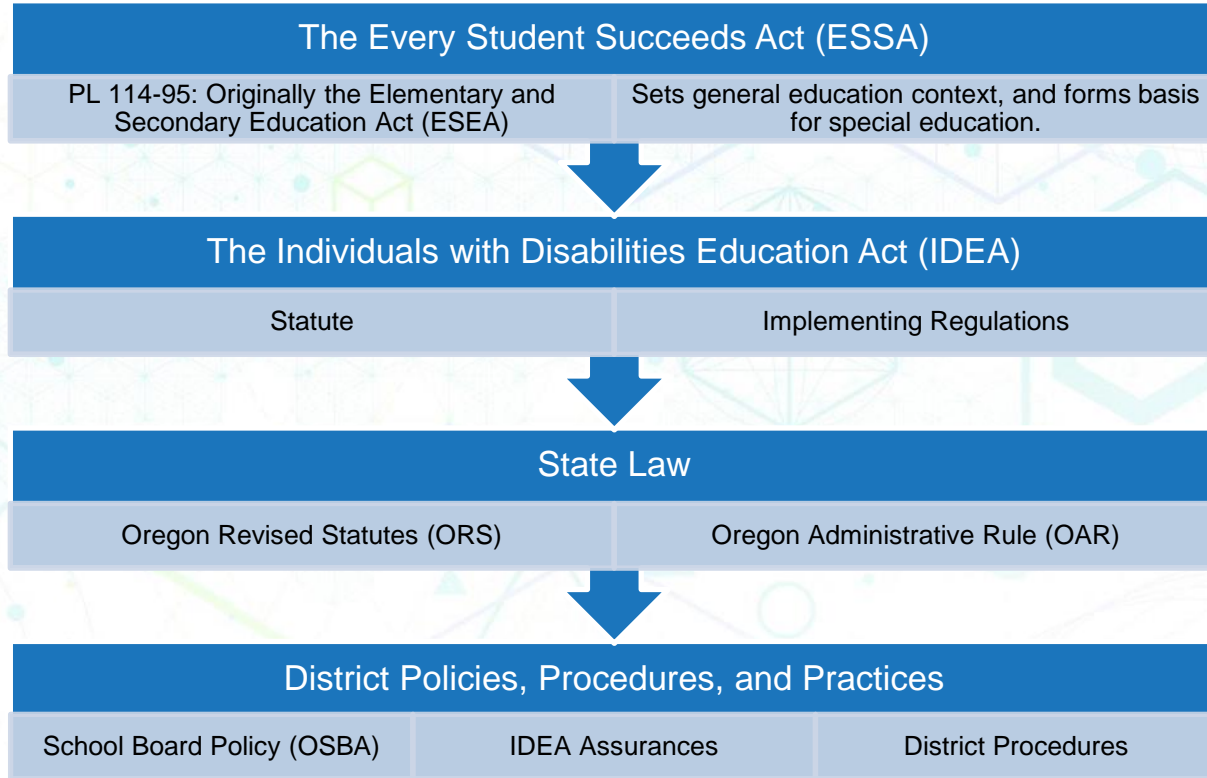 The Every Student Succeeds Act (ESSA)
PL 114-95: Originally the Elementary and
Secondary Education Act (ESEA)
Sets general education context, and forms basis
for special education.
The Individuals with Disabilities Education Act (IDEA)
Statute
Implementing Regulations
State Law
Oregon Revised Statutes (ORS)
Oregon Administrative Rule (OAR)
District Policies, Procedures, and Practices
School Board Policy (OSBA)
IDEA Assurances
District Procedures